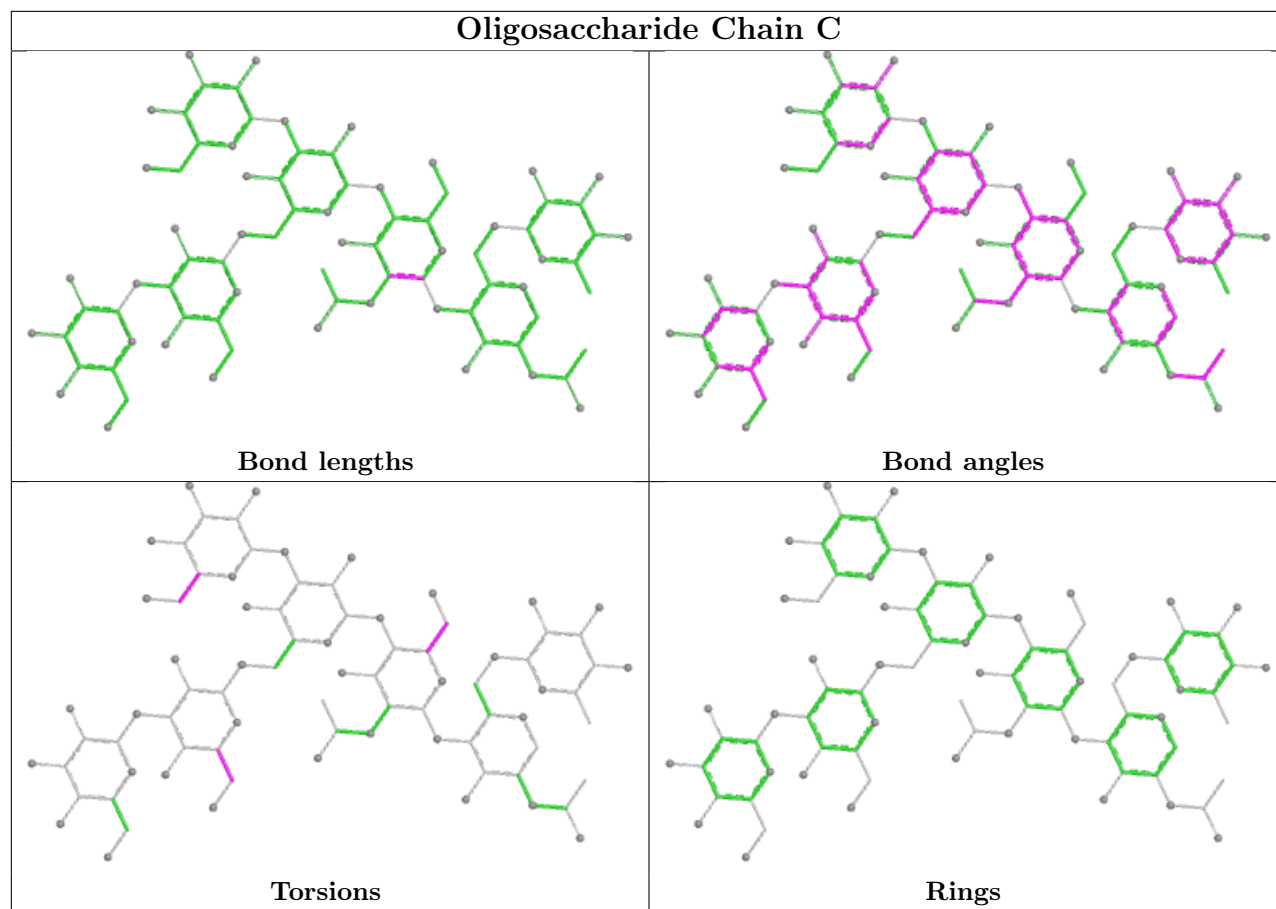 Oligosaccharide Chain C
Bond lengths
Bond angles
Torsions
Rings